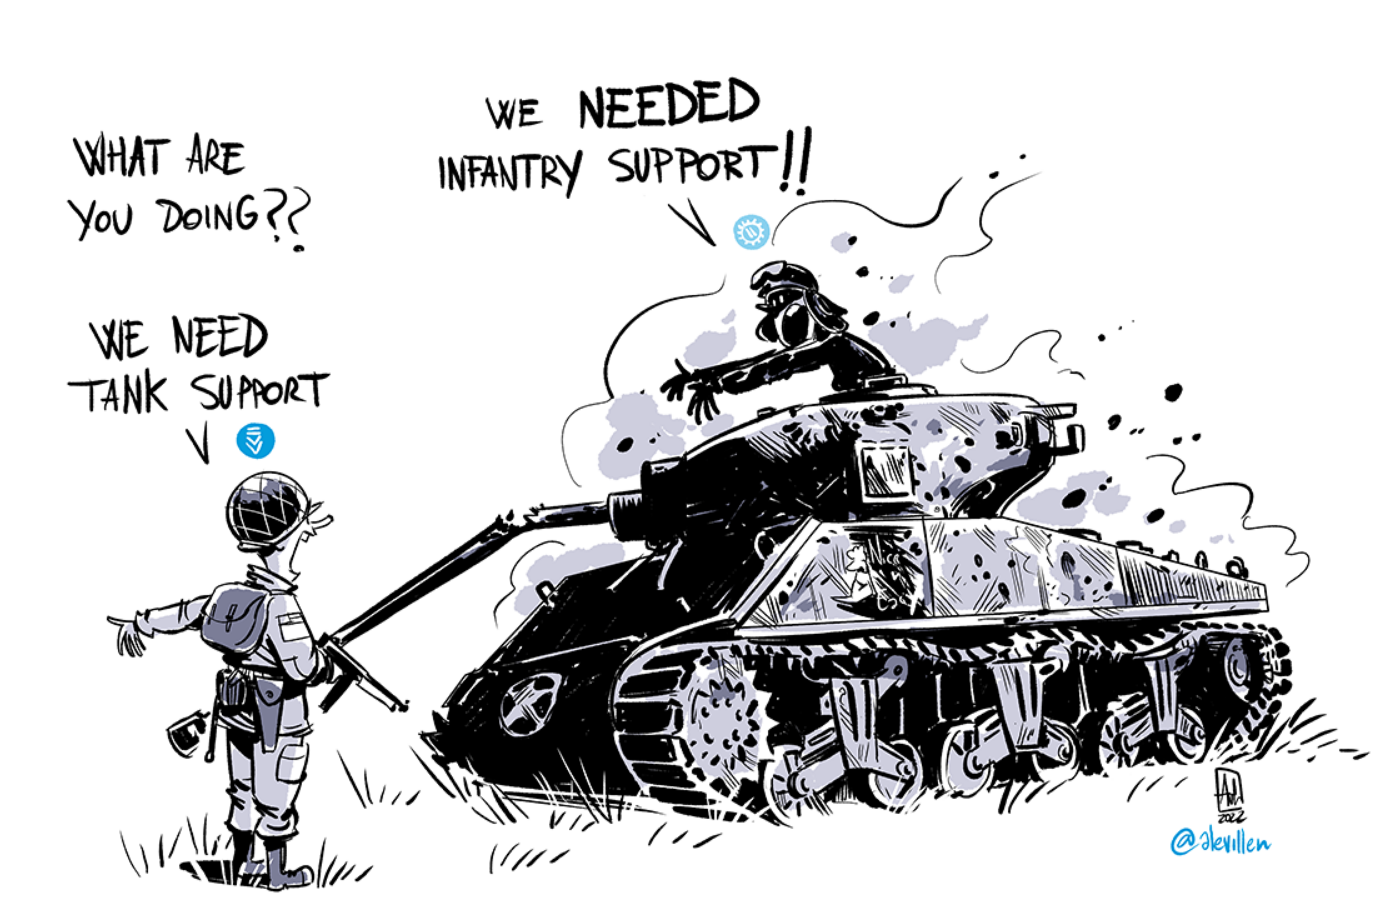 WHAT ARE
YOU DOING??
WE NEED
TANK SUPPORT
WE NEEDED
INFANTRY SUPPORT!!
2022
@alevillen